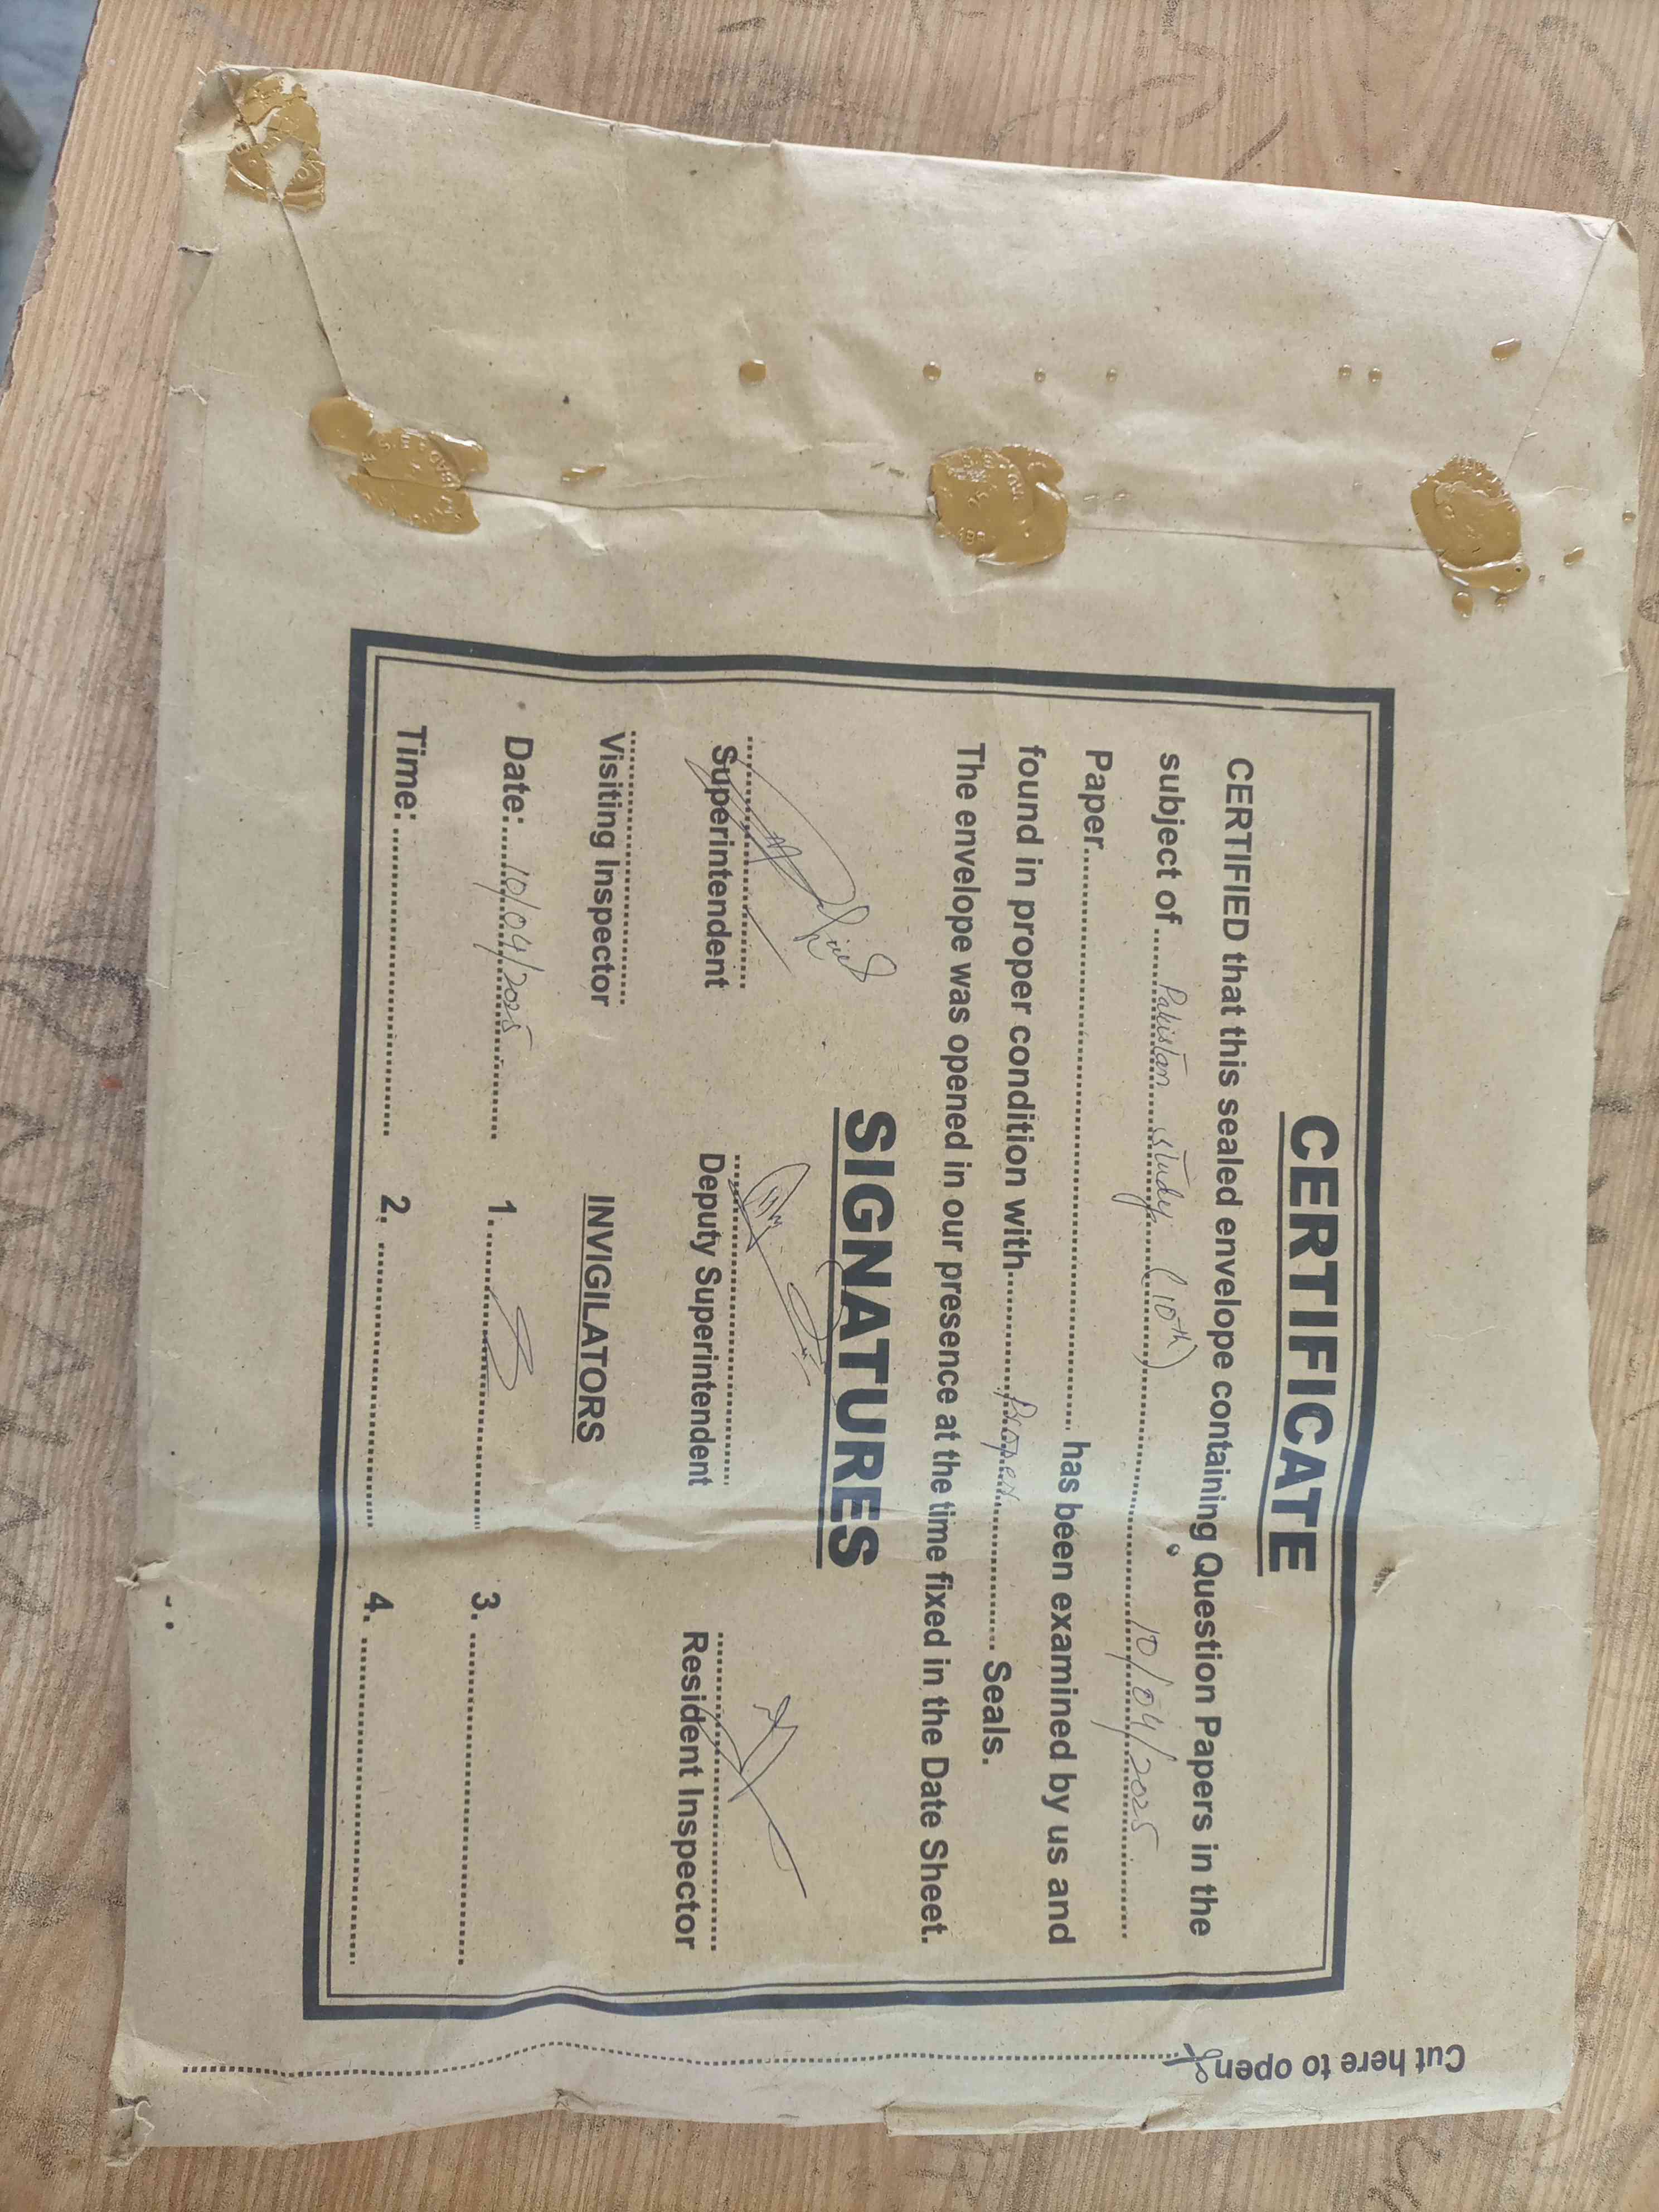 CERTIFICATE
CERTIFIED that this sealed envelope containing Question Papers in the
subject of ...... Pakistan study (10th) 10/04/2025
Paper.......................................... has been examined by us and
found in proper condition with............ Proper ............ Seals.
The envelope was opened in our presence at the time fixed in the Date Sheet.
SIGNATURES
Superintendent Deputy Superintendent Resident Inspector
Visiting Inspector INVIGILATORS
Date: 10/04/2025 1. 3.
Time: 2. 4.
Cut here to open